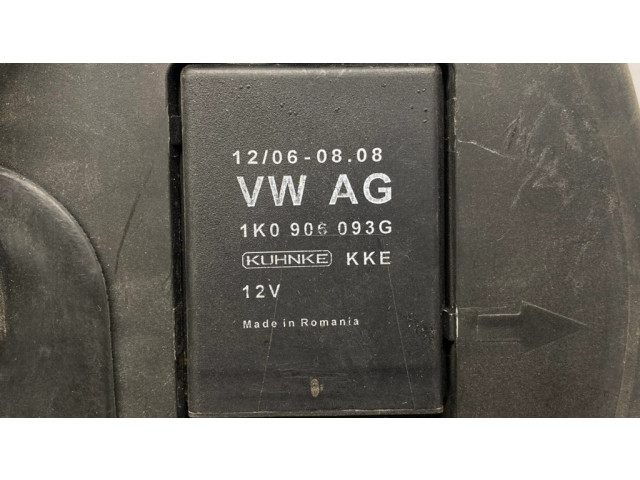 12/06-08.08
VW AG
1K0 906 093G
KUHNKE KKE
12V
Made in Romania